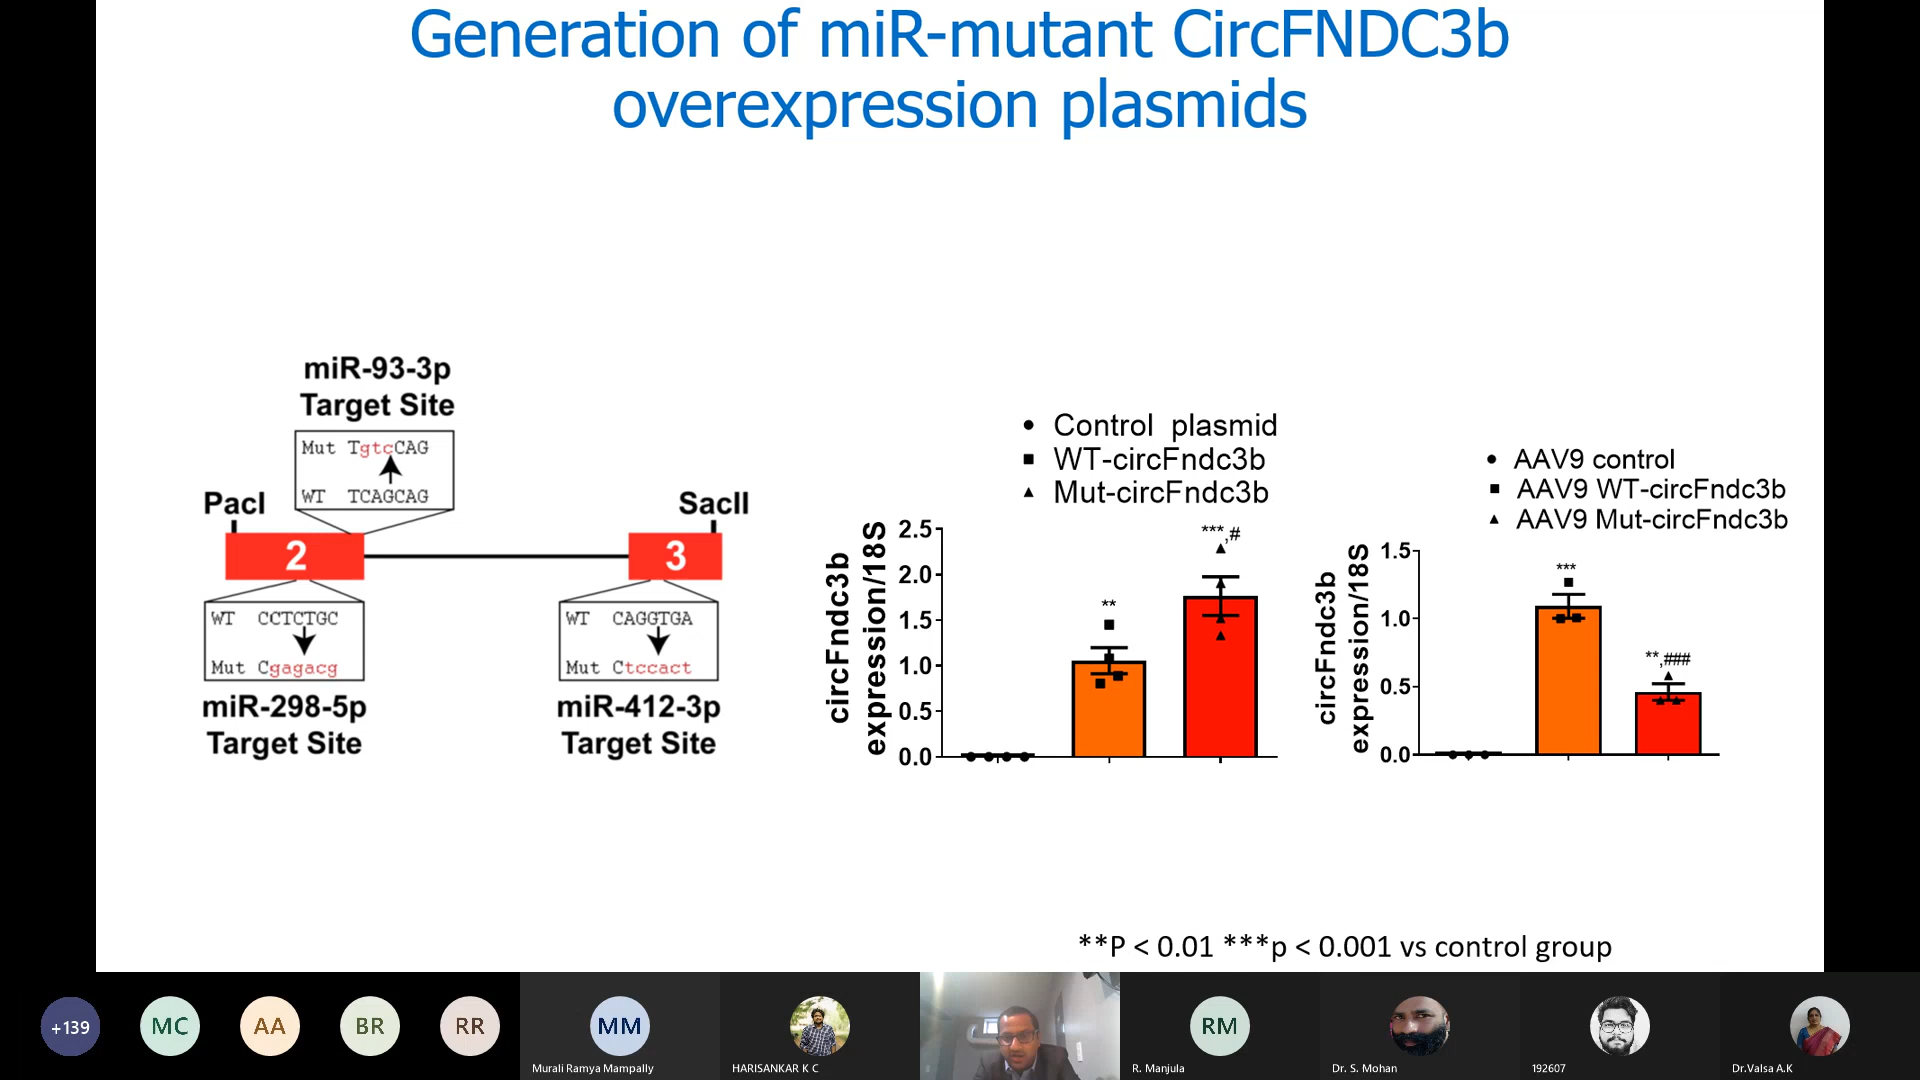 Generation of miR-mutant CircFNDC3b
overexpression plasmids
miR-93-3p
Target Site
Mut TgtcCAG
WT TCAGCAG
PacI
SacII
2
3
WT CCTCTGC
Mut Cgagacg
miR-298-5p
Target Site
WT CAGGTGA
Mut Ctccact
miR-412-3p
Target Site
Control plasmid
WT-circFndc3b
Mut-circFndc3b
circFndc3b
expression/18S
2.5
2.0
1.5
1.0
0.5
0.0
**
***,#
AAV9 control
AAV9 WT-circFndc3b
AAV9 Mut-circFndc3b
circFndc3b
expression/18S
1.5
1.0
0.5
0.0
***
**,###
**P < 0.01 ***p < 0.001 vs control group
+139
MC
AA
BR
RR
MM
Murali Ramya Mampally
HARISANKAR K C
RM
R. Manjula
Dr. S. Mohan
192607
Dr.Valsa A.K